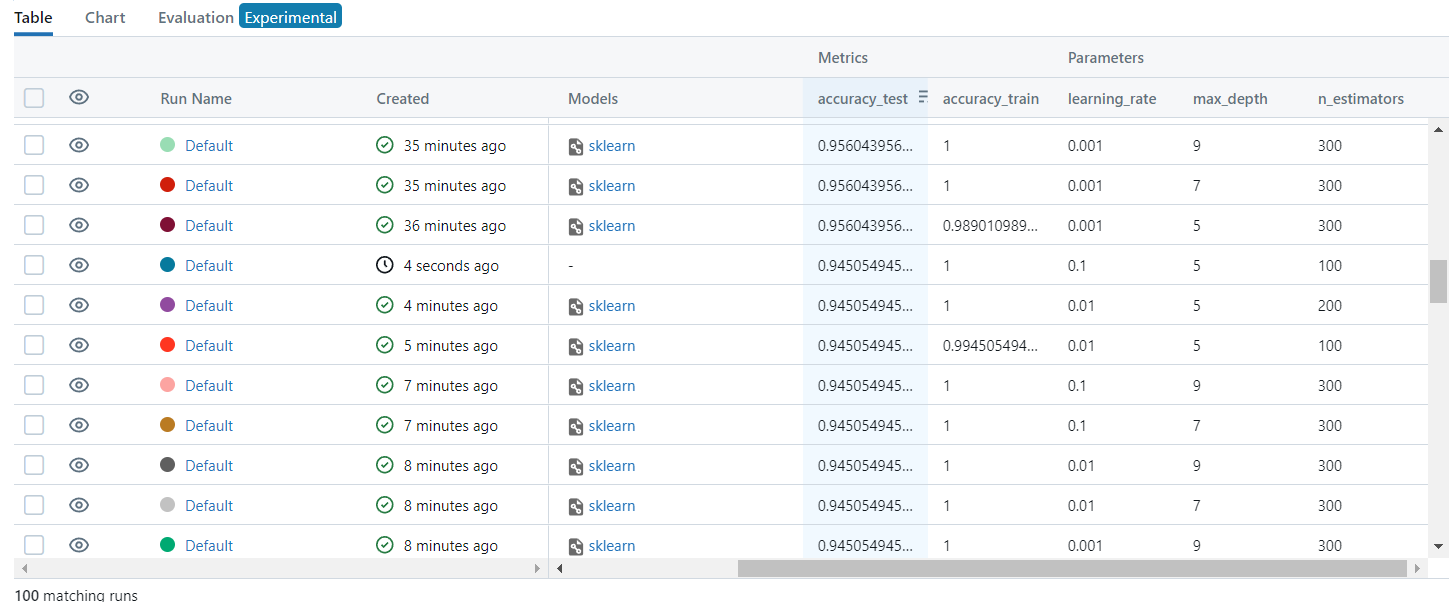 Table Chart Evaluation Experimental
Metrics Parameters
Run Name Created Models accuracy_test accuracy_train learning_rate max_depth n_estimators
Default 35 minutes ago sklearn 0.956043956... 1 0.001 9 300
Default 35 minutes ago sklearn 0.956043956... 1 0.001 7 300
Default 36 minutes ago sklearn 0.956043956... 0.989010989... 0.001 5 300
Default 4 seconds ago - 0.945054945... 1 0.1 5 100
Default 4 minutes ago sklearn 0.945054945... 1 0.01 5 200
Default 5 minutes ago sklearn 0.945054945... 0.994505494... 0.01 5 100
Default 7 minutes ago sklearn 0.945054945... 1 0.1 9 300
Default 7 minutes ago sklearn 0.945054945... 1 0.1 7 300
Default 8 minutes ago sklearn 0.945054945... 1 0.01 9 300
Default 8 minutes ago sklearn 0.945054945... 1 0.01 7 300
Default 8 minutes ago sklearn 0.945054945... 1 0.001 9 300
100 matching runs